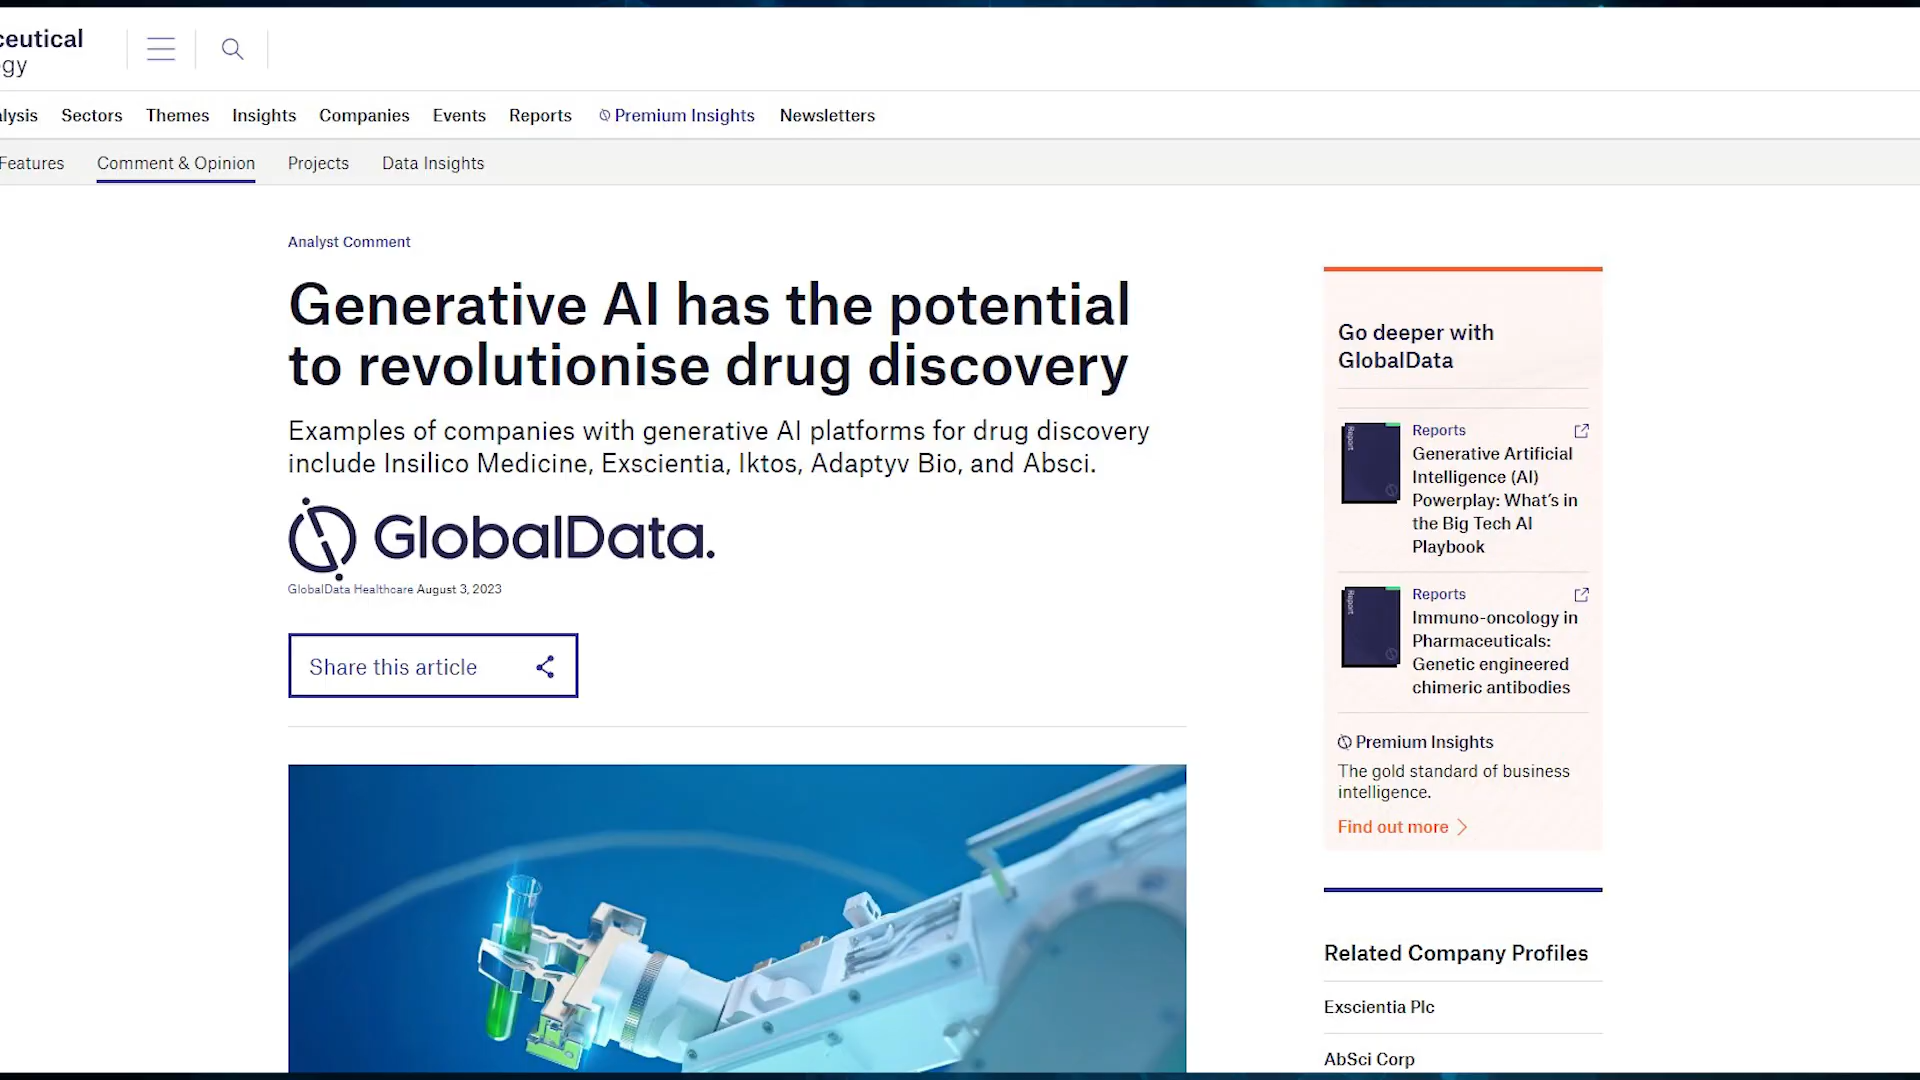 ceutical
gy
lysis Sectors Themes Insights Companies Events Reports Premium Insights Newsletters
Features Comment & Opinion Projects Data Insights
Analyst Comment
Generative AI has the potential
to revolutionise drug discovery
Examples of companies with generative AI platforms for drug discovery
include Insilico Medicine, Exscientia, Iktos, Adaptyv Bio, and Absci.
GlobalData.
GlobalData Healthcare August 3, 2023
Share this article
Go deeper with
GlobalData
Report
Reports
Generative Artificial
Intelligence (AI)
Powerplay: What's in
the Big Tech AI
Playbook
Report
Reports
Immuno-oncology in
Pharmaceuticals:
Genetic engineered
chimeric antibodies
Premium Insights
The gold standard of business
intelligence.
Find out more
Related Company Profiles
Exscientia Plc
AbSci Corp